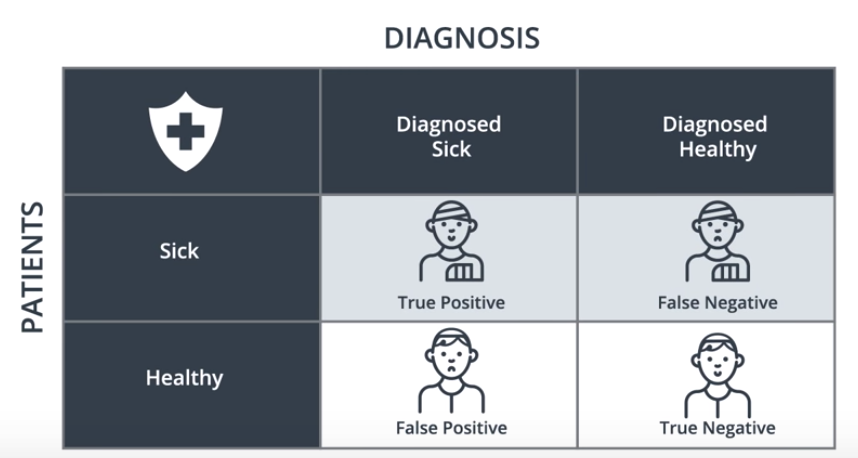 DIAGNOSIS
Diagnosed
Sick
Diagnosed
Healthy
PATIENTS
Sick
True Positive
False Negative
Healthy
False Positive
True Negative